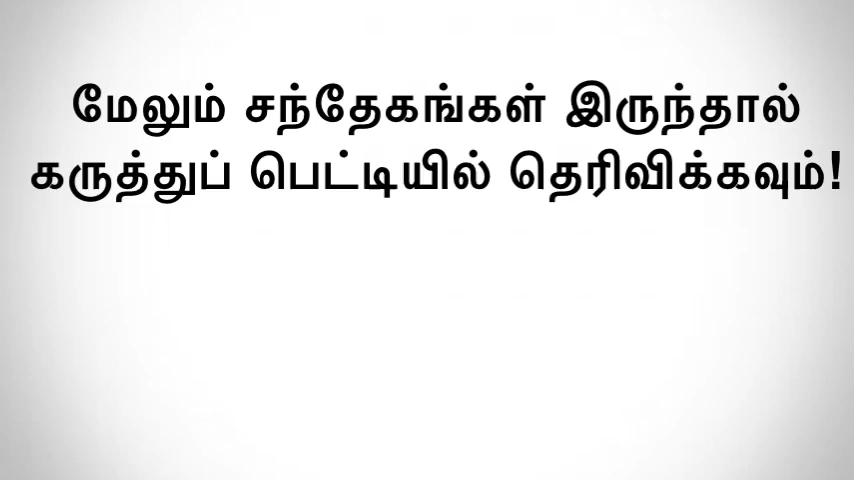 மேலும் சந்தேகங்கள் இருந்தால்
கருத்துப் பெட்டியில் தெரிவிக்கவும்!